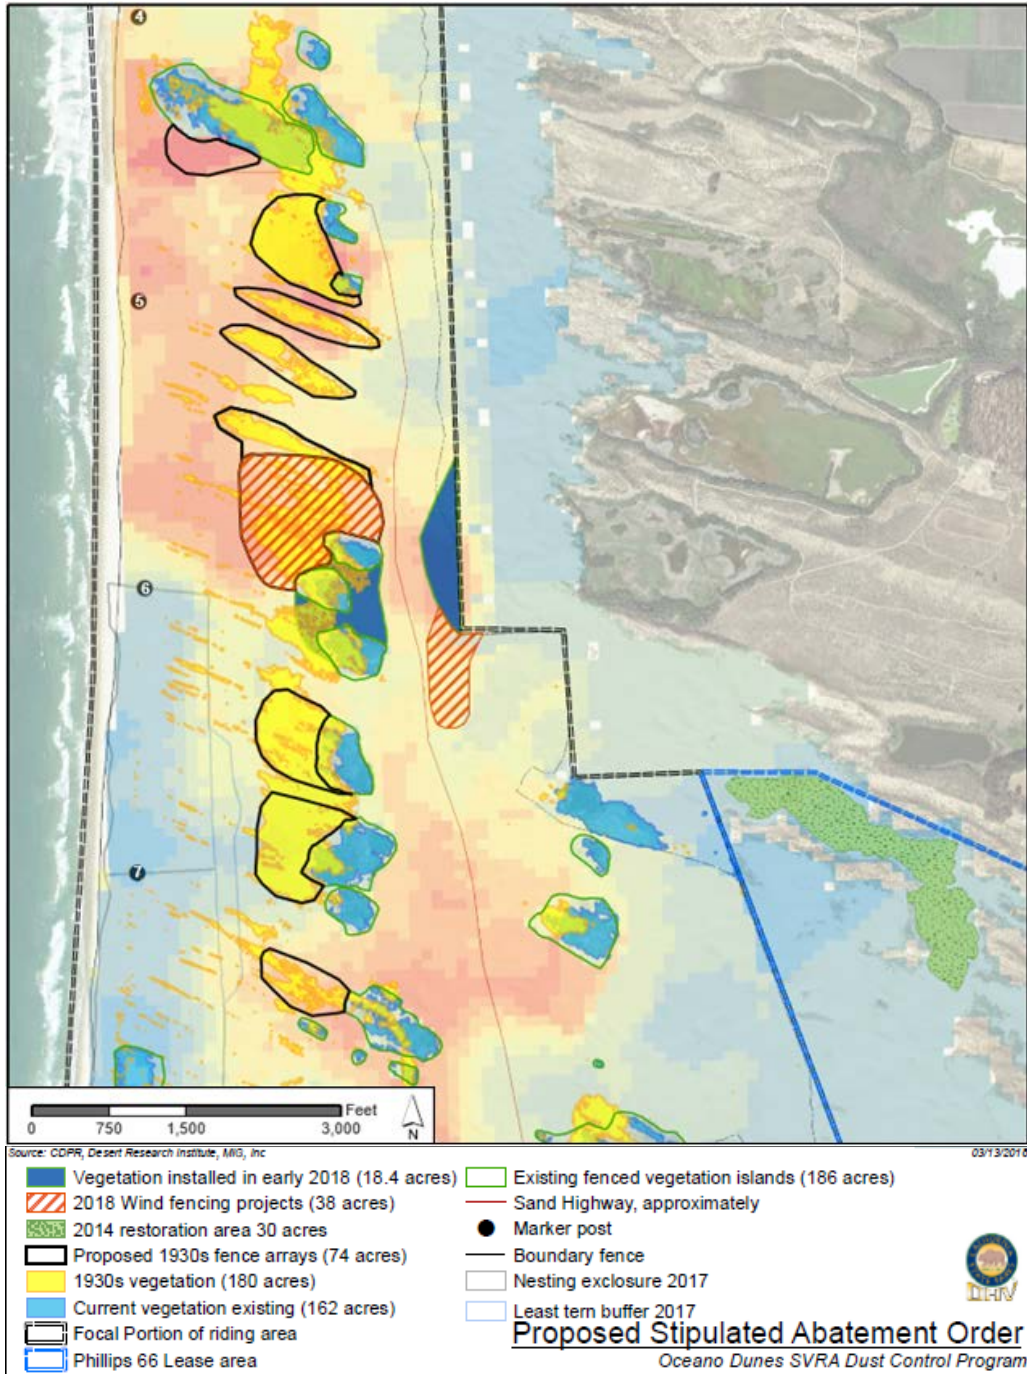 4
5
6
7
Feet
0 750 1,500 3,000
N
Source: CDPR, Desert Research Institute, MIG, Inc
03/13/2018
Vegetation installed in early 2018 (18.4 acres)
2018 Wind fencing projects (38 acres)
2014 restoration area 30 acres
Proposed 1930s fence arrays (74 acres)
1930s vegetation (180 acres)
Current vegetation existing (162 acres)
Focal Portion of riding area
Phillips 66 Lease area
Existing fenced vegetation islands (186 acres)
Sand Highway, approximately
Marker post
Boundary fence
Nesting exclosure 2017
Least tern buffer 2017
Proposed Stipulated Abatement Order
Oceano Dunes SVRA Dust Control Program